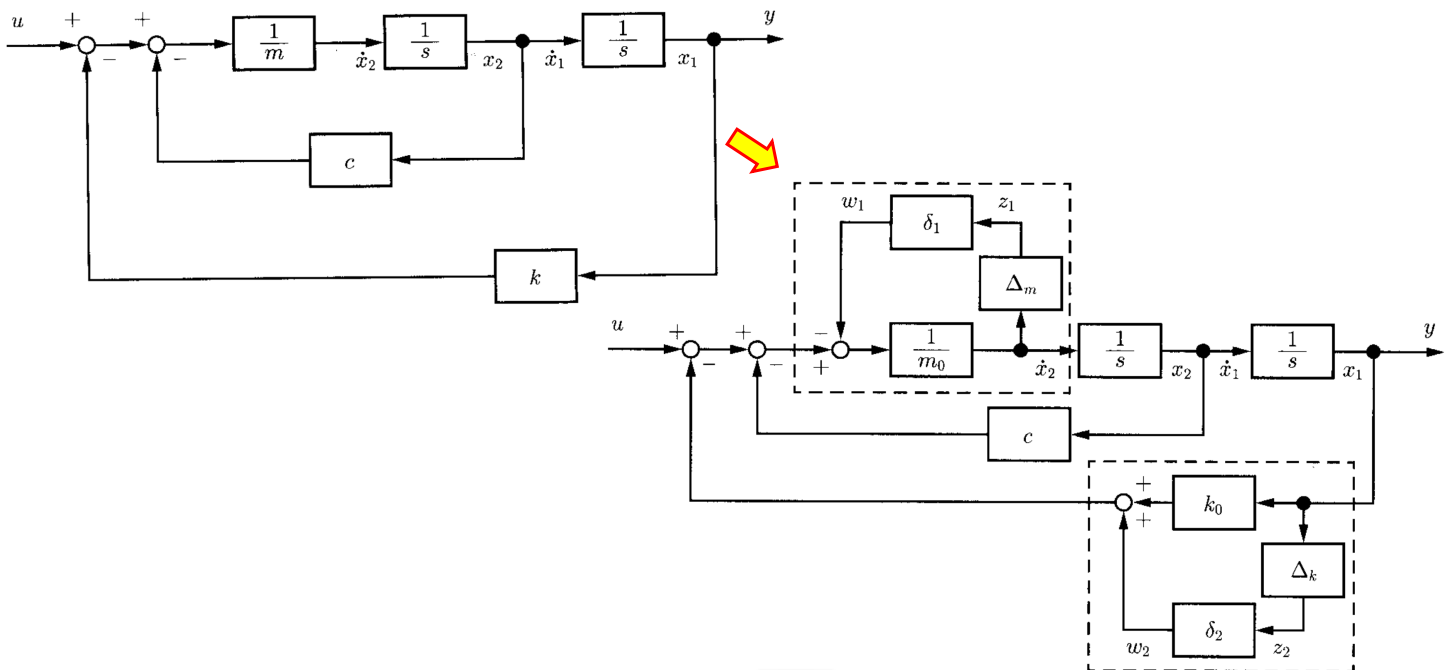 u + − + − 1/m ẋ₂ 1/s x₂ ẋ₁ 1/s x₁ y
c
k
w₁ δ₁ z₁
Δₘ
u + − + − − + 1/m₀ ẋ₂ 1/s x₂ ẋ₁ 1/s x₁ y
c
+ + k₀
Δₖ
w₂ δ₂ z₂